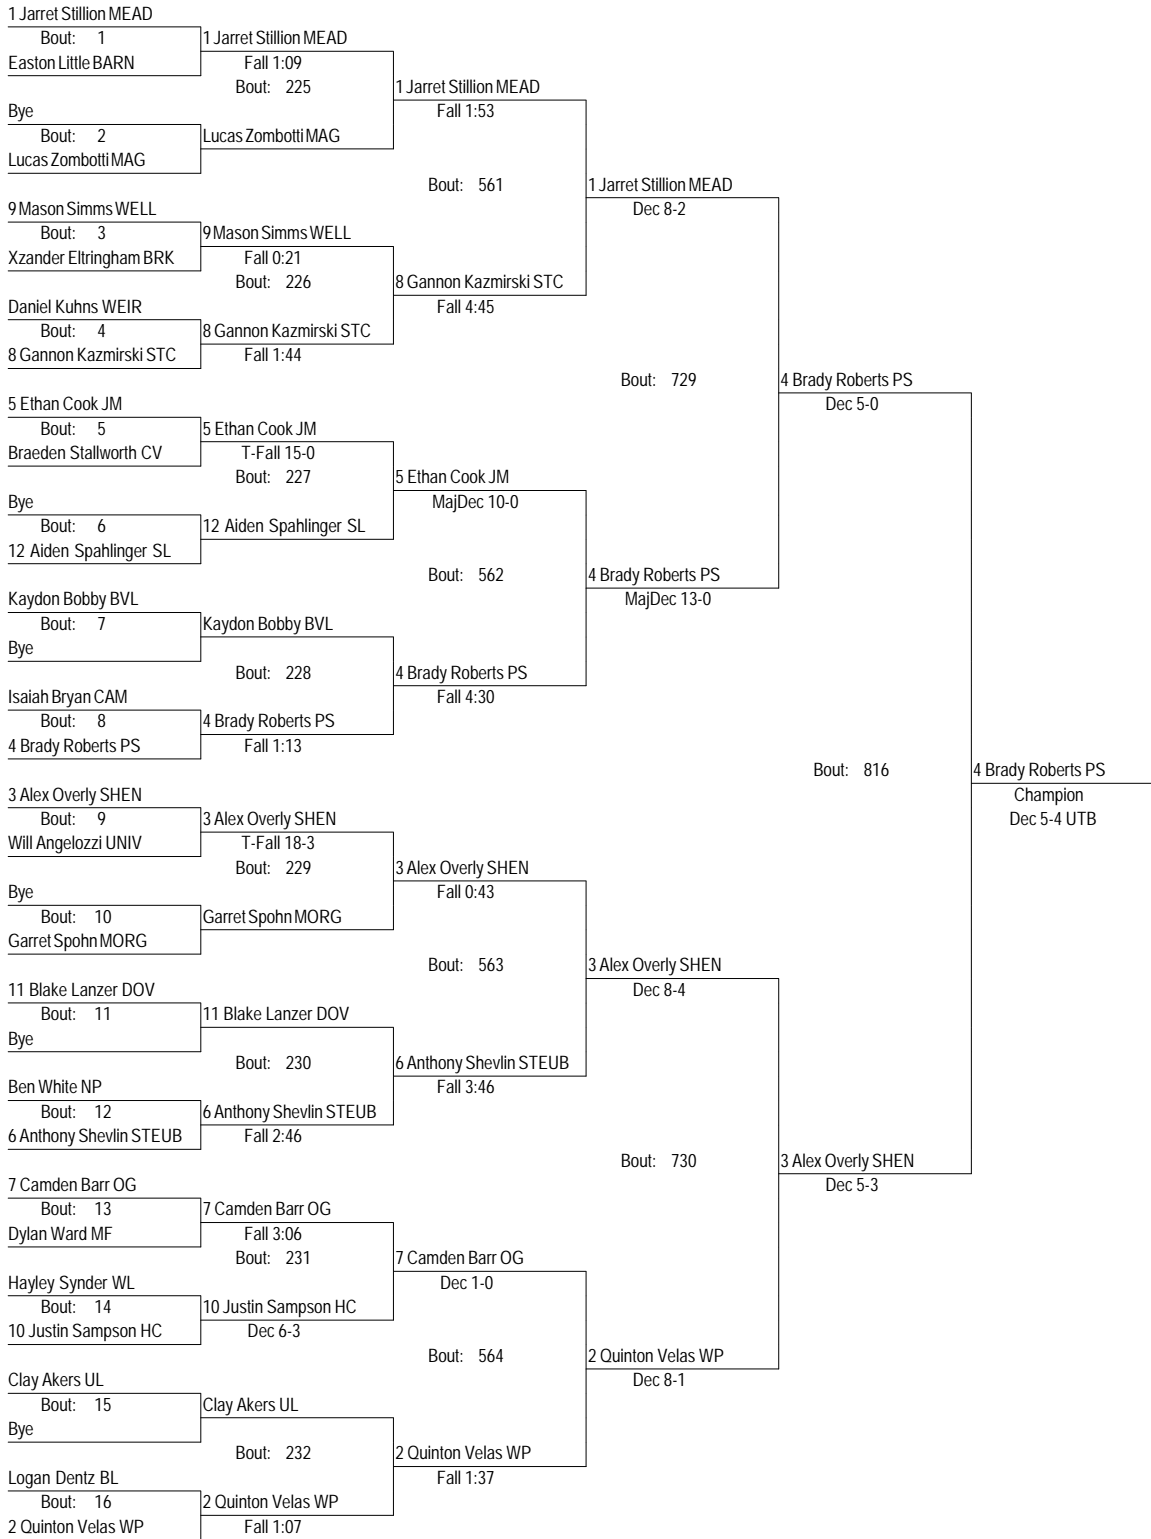 1 Jarret Stillion MEAD
Bout: 1
1 Jarret Stillion MEAD
Easton Little BARN
Fall 1:09
Bout: 225
1 Jarret Stillion MEAD
Bye
Fall 1:53
Bout: 2
Lucas Zombotti MAG
Lucas Zombotti MAG
Bout: 561
1 Jarret Stillion MEAD
9 Mason Simms WELL
Dec 8-2
Bout: 3
9 Mason Simms WELL
Xzander Eltringham BRK
Fall 0:21
Bout: 226
8 Gannon Kazmirski STC
Daniel Kuhns WEIR
Fall 4:45
Bout: 4
8 Gannon Kazmirski STC
8 Gannon Kazmirski STC
Fall 1:44
Bout: 729
4 Brady Roberts PS
5 Ethan Cook JM
Dec 5-0
Bout: 5
5 Ethan Cook JM
Braeden Stallworth CV
T-Fall 15-0
Bout: 227
5 Ethan Cook JM
Bye
MajDec 10-0
Bout: 6
12 Aiden Spahlinger SL
12 Aiden Spahlinger SL
Bout: 562
4 Brady Roberts PS
Kaydon Bobby BVL
MajDec 13-0
Bout: 7
Kaydon Bobby BVL
Bye
Bout: 228
4 Brady Roberts PS
Isaiah Bryan CAM
Fall 4:30
Bout: 8
4 Brady Roberts PS
4 Brady Roberts PS
Fall 1:13
Bout: 816
4 Brady Roberts PS
3 Alex Overly SHEN
Champion
Bout: 9
3 Alex Overly SHEN
Dec 5-4 UTB
Will Angelozzi UNIV
T-Fall 18-3
Bout: 229
3 Alex Overly SHEN
Bye
Fall 0:43
Bout: 10
Garret Spohn MORG
Garret Spohn MORG
Bout: 563
3 Alex Overly SHEN
11 Blake Lanzer DOV
Dec 8-4
Bout: 11
11 Blake Lanzer DOV
Bye
Bout: 230
6 Anthony Shevlin STEUB
Ben White NP
Fall 3:46
Bout: 12
6 Anthony Shevlin STEUB
6 Anthony Shevlin STEUB
Fall 2:46
Bout: 730
3 Alex Overly SHEN
7 Camden Barr OG
Dec 5-3
Bout: 13
7 Camden Barr OG
Dylan Ward MF
Fall 3:06
Bout: 231
7 Camden Barr OG
Hayley Synder WL
Dec 1-0
Bout: 14
10 Justin Sampson HC
10 Justin Sampson HC
Dec 6-3
Bout: 564
2 Quinton Velas WP
Clay Akers UL
Dec 8-1
Bout: 15
Clay Akers UL
Bye
Bout: 232
2 Quinton Velas WP
Logan Dentz BL
Fall 1:37
Bout: 16
2 Quinton Velas WP
2 Quinton Velas WP
Fall 1:07